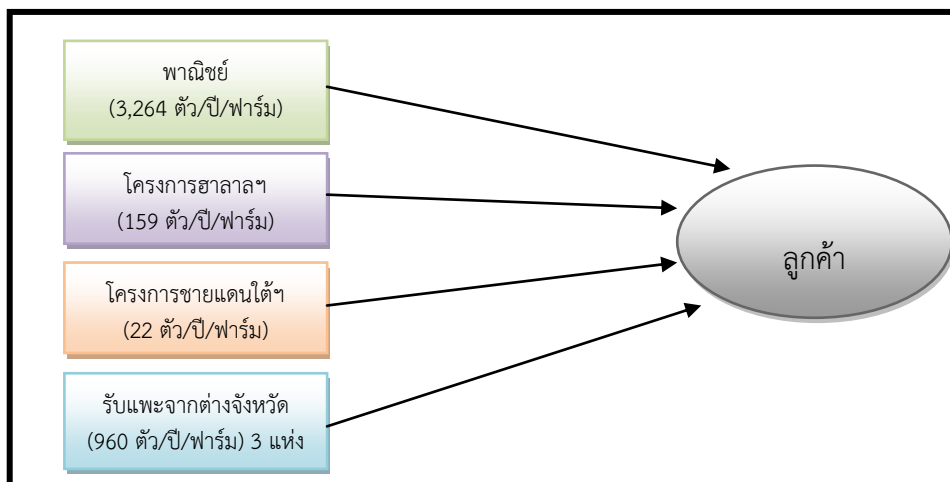 พาณิชย์
(3,264 ตัว/ปี/ฟาร์ม)
โครงการฮาลาลฯ
(159 ตัว/ปี/ฟาร์ม)
โครงการชายแดนใต้ฯ
(22 ตัว/ปี/ฟาร์ม)
รับแพะจากต่างจังหวัด
(960 ตัว/ปี/ฟาร์ม) 3 แห่ง
ลูกค้า